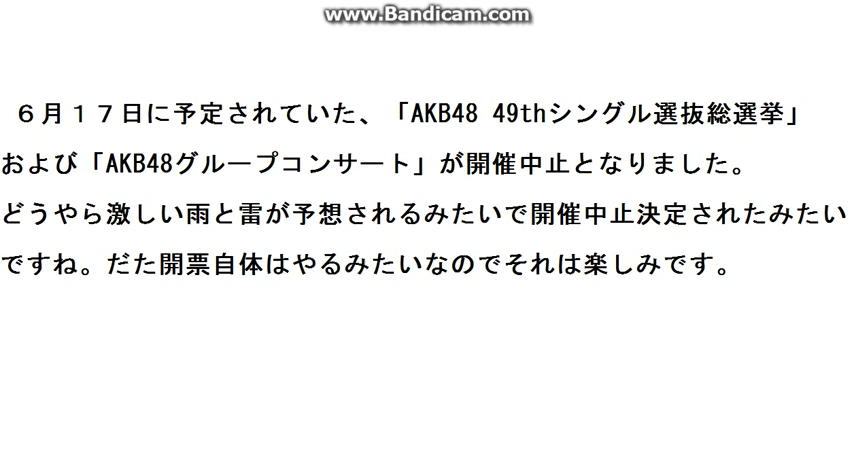 www.Bandicam.com
６月１７日に予定されていた、「AKB48 49thシングル選抜総選挙」
および「AKB48グループコンサート」が開催中止となりました。
どうやら激しい雨と雷が予想されるみたいで開催中止決定されたみたい
ですね。だた開票自体はやるみたいなのでそれは楽しみです。